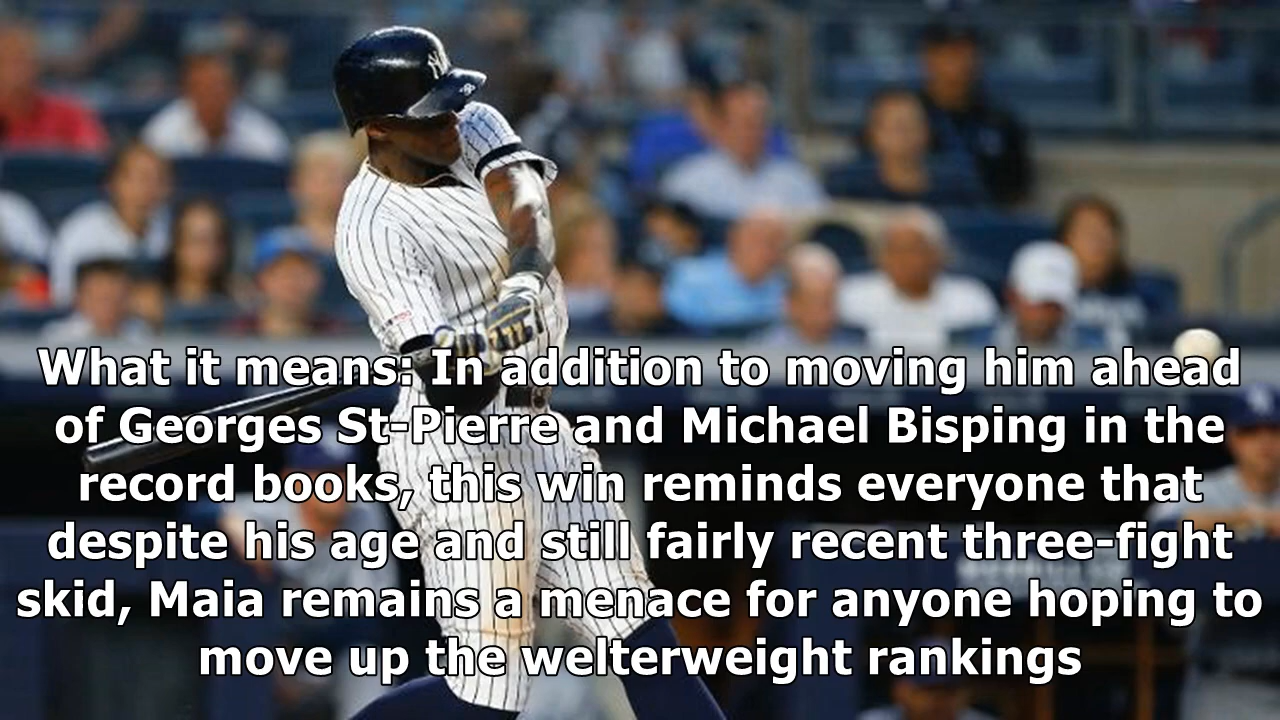 What it means: In addition to moving him ahead
of Georges St-Pierre and Michael Bisping in the
record books, this win reminds everyone that
despite his age and still fairly recent three-fight
skid, Maia remains a menace for anyone hoping to
move up the welterweight rankings
NY